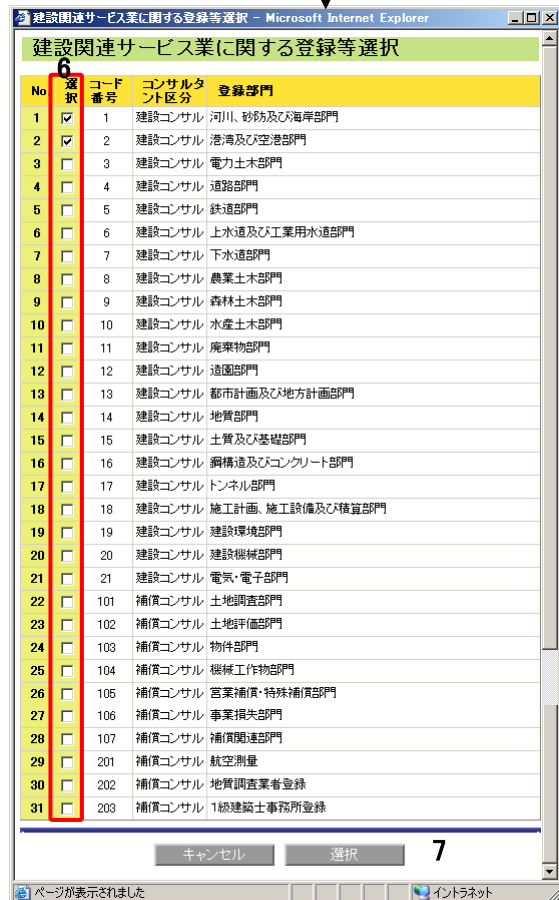 建設関連サービス業に関する登録等選択 - Microsoft Internet Explorer
建設関連サービス業に関する登録等選択
6
No 選択 コード番号 コンサルタント区分 登録部門
1 1 建設コンサル 河川、砂防及び海岸部門
2 2 建設コンサル 港湾及び空港部門
3 3 建設コンサル 電力土木部門
4 4 建設コンサル 道路部門
5 5 建設コンサル 鉄道部門
6 6 建設コンサル 上水道及び工業用水道部門
7 7 建設コンサル 下水道部門
8 8 建設コンサル 農業土木部門
9 9 建設コンサル 森林土木部門
10 10 建設コンサル 水産土木部門
11 11 建設コンサル 廃棄物部門
12 12 建設コンサル 造園部門
13 13 建設コンサル 都市計画及び地方計画部門
14 14 建設コンサル 地質部門
15 15 建設コンサル 土質及び基礎部門
16 16 建設コンサル 鋼構造及びコンクリート部門
17 17 建設コンサル トンネル部門
18 18 建設コンサル 施工計画、施工設備及び積算部門
19 19 建設コンサル 建設環境部門
20 20 建設コンサル 建設機械部門
21 21 建設コンサル 電気・電子部門
22 101 補償コンサル 土地調査部門
23 102 補償コンサル 土地評価部門
24 103 補償コンサル 物件部門
25 104 補償コンサル 機械工作物部門
26 105 補償コンサル 営業補償・特殊補償部門
27 106 補償コンサル 事業損失部門
28 107 補償コンサル 補償関連部門
29 201 補償コンサル 航空測量
30 202 補償コンサル 地質調査業者登録
31 203 補償コンサル 1級建築士事務所登録
キャンセル 選択 7
ページが表示されました イントラネット